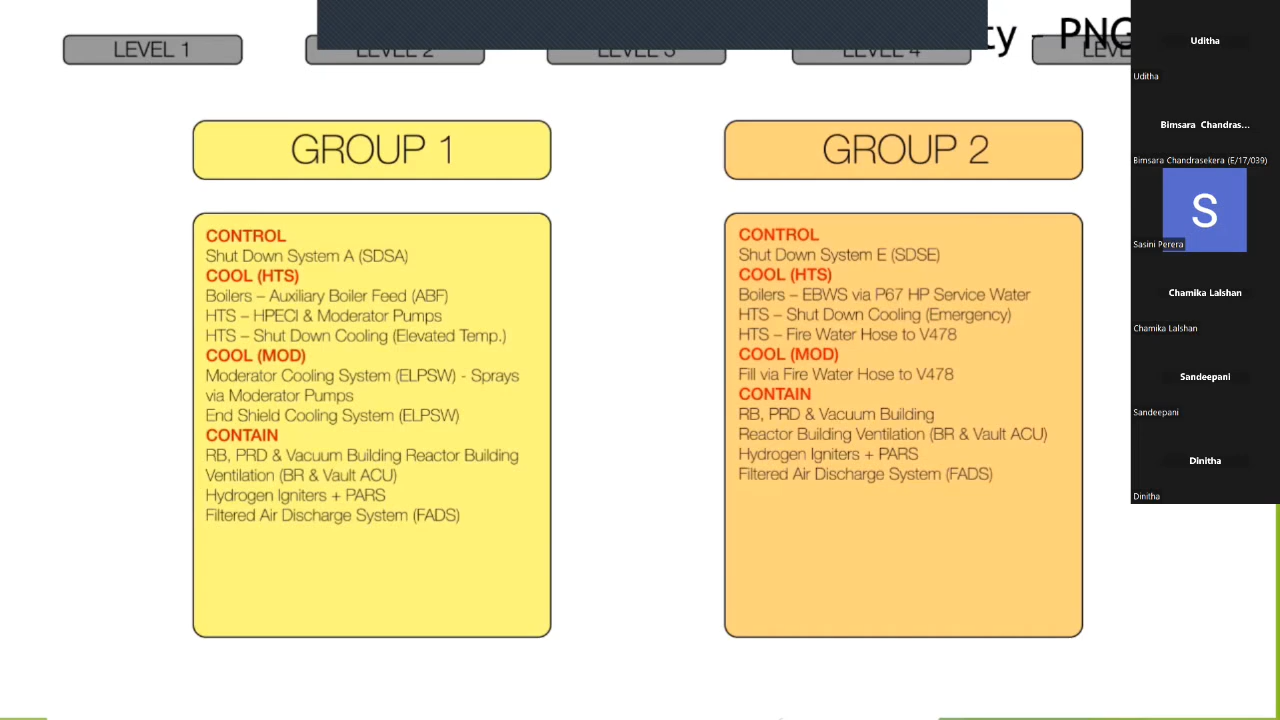 ty - PNG
LEVEL 1
LEVEL 2
LEVEL 3
LEVEL 4
LEVE
GROUP 1
CONTROL
Shut Down System A (SDSA)
COOL (HTS)
Boilers – Auxiliary Boiler Feed (ABF)
HTS – HPECI & Moderator Pumps
HTS – Shut Down Cooling (Elevated Temp.)
COOL (MOD)
Moderator Cooling System (ELPSW) - Sprays
via Moderator Pumps
End Shield Cooling System (ELPSW)
CONTAIN
RB, PRD & Vacuum Building Reactor Building
Ventilation (BR & Vault ACU)
Hydrogen Igniters + PARS
Filtered Air Discharge System (FADS)
GROUP 2
CONTROL
Shut Down System E (SDSE)
COOL (HTS)
Boilers – EBWS via P67 HP Service Water
HTS – Shut Down Cooling (Emergency)
HTS – Fire Water Hose to V478
COOL (MOD)
Fill via Fire Water Hose to V478
CONTAIN
RB, PRD & Vacuum Building
Reactor Building Ventilation (BR & Vault ACU)
Hydrogen Igniters + PARS
Filtered Air Discharge System (FADS)
Uditha
Uditha
Bimsara Chandras...
Bimsara Chandrasekera (E/17/039)
S
Sasini Perera
Chamika Lalshan
Chamika Lalshan
Sandeepani
Sandeepani
Dinitha
Dinitha